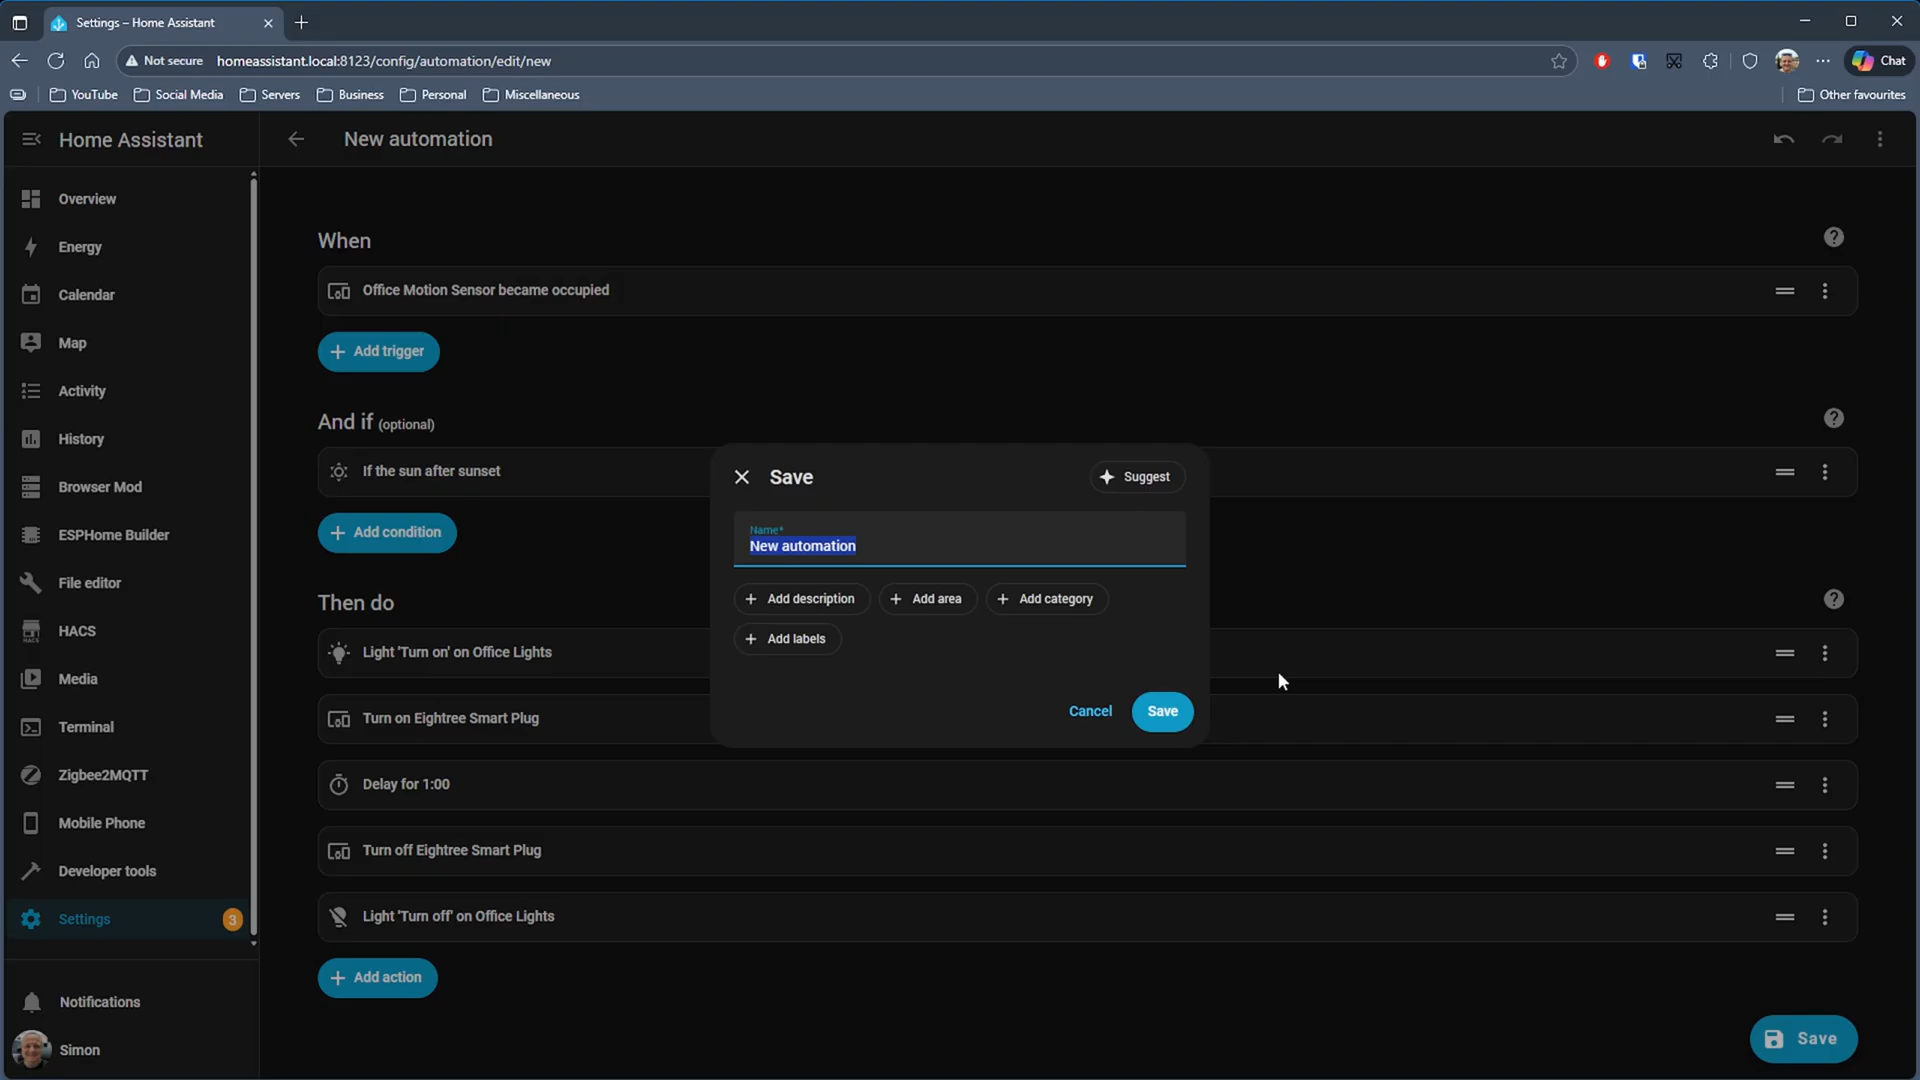 Settings – Home Assistant
Not secure
homeassistant.local:8123/config/automation/edit/new
Chat
YouTube
Social Media
Servers
Business
Personal
Miscellaneous
Other favourites
Home Assistant
New automation
Overview
Energy
Calendar
Map
Activity
History
Browser Mod
ESPHome Builder
File editor
HACS
HACS
Media
Terminal
Zigbee2MQTT
Mobile Phone
Developer tools
Settings
3
Notifications
Simon
When
?
Office Motion Sensor became occupied
+ Add trigger
And if (optional)
?
If the sun after sunset
+ Add condition
Then do
?
Light 'Turn on' on Office Lights
Turn on Eightree Smart Plug
Delay for 1:00
Turn off Eightree Smart Plug
Light 'Turn off' on Office Lights
+ Add action
Save
Save
Suggest
Name*
New automation
+ Add description
+ Add area
+ Add category
+ Add labels
Cancel
Save